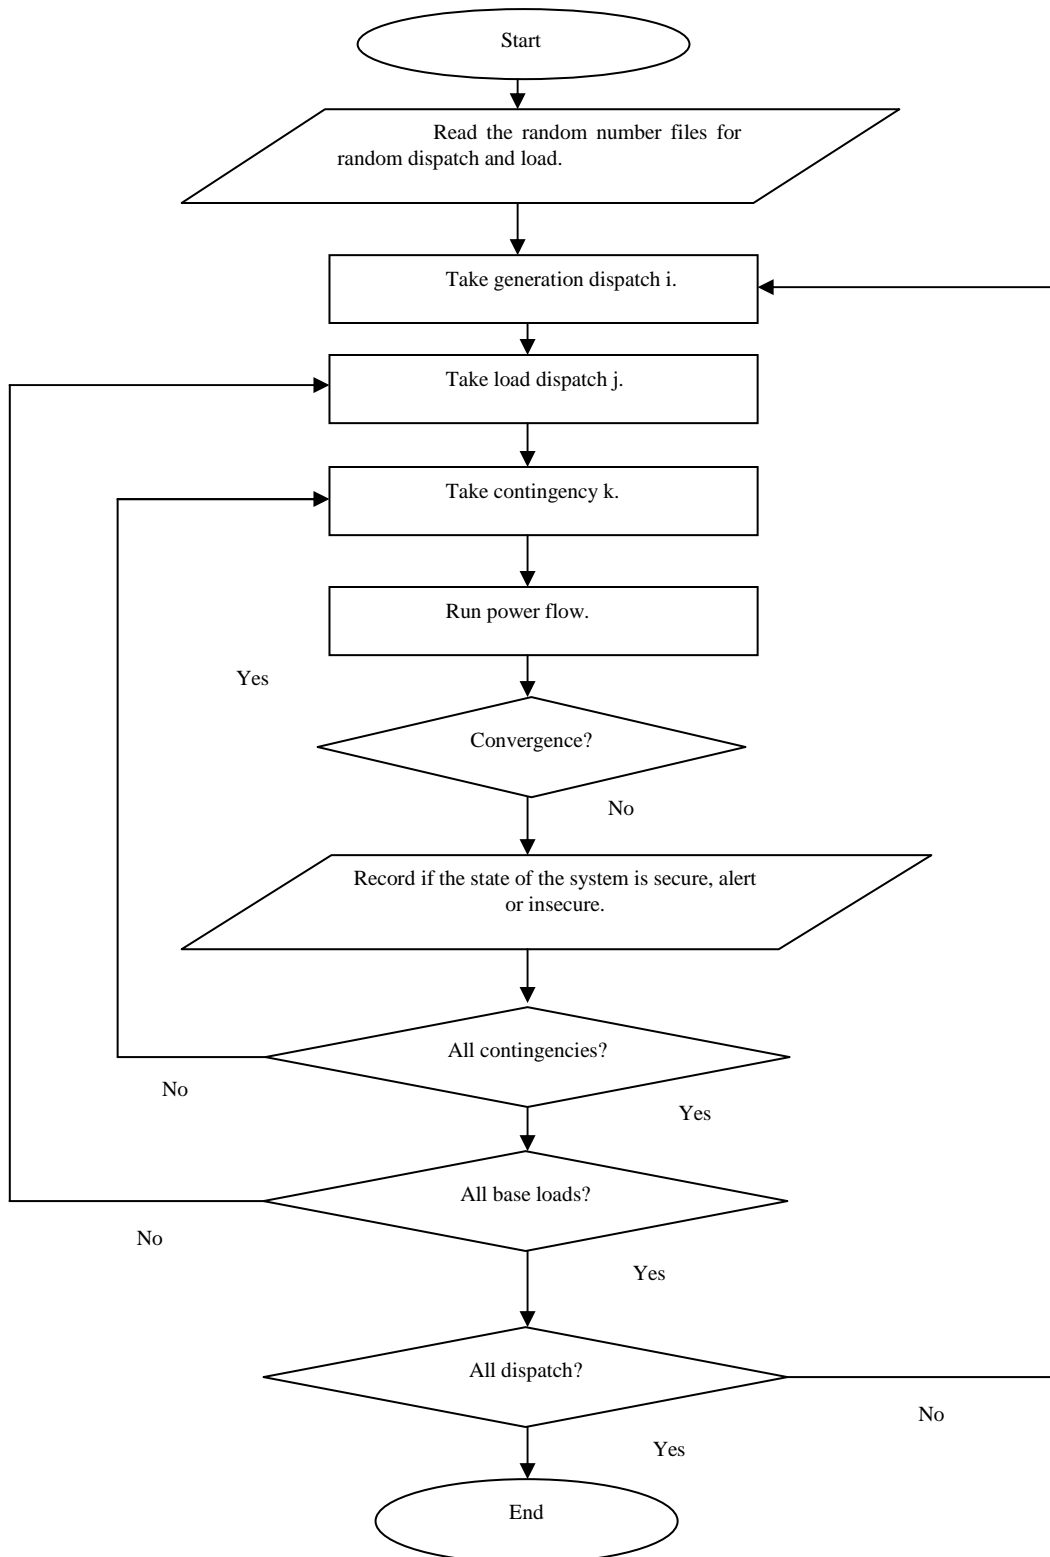 Start
Read the random number files for
random dispatch and load.
Take generation dispatch i.
Take load dispatch j.
Take contingency k.
Run power flow.
Yes
Convergence?
No
Record if the state of the system is secure, alert
or insecure.
All contingencies?
No
Yes
All base loads?
No
Yes
All dispatch?
No
Yes
End